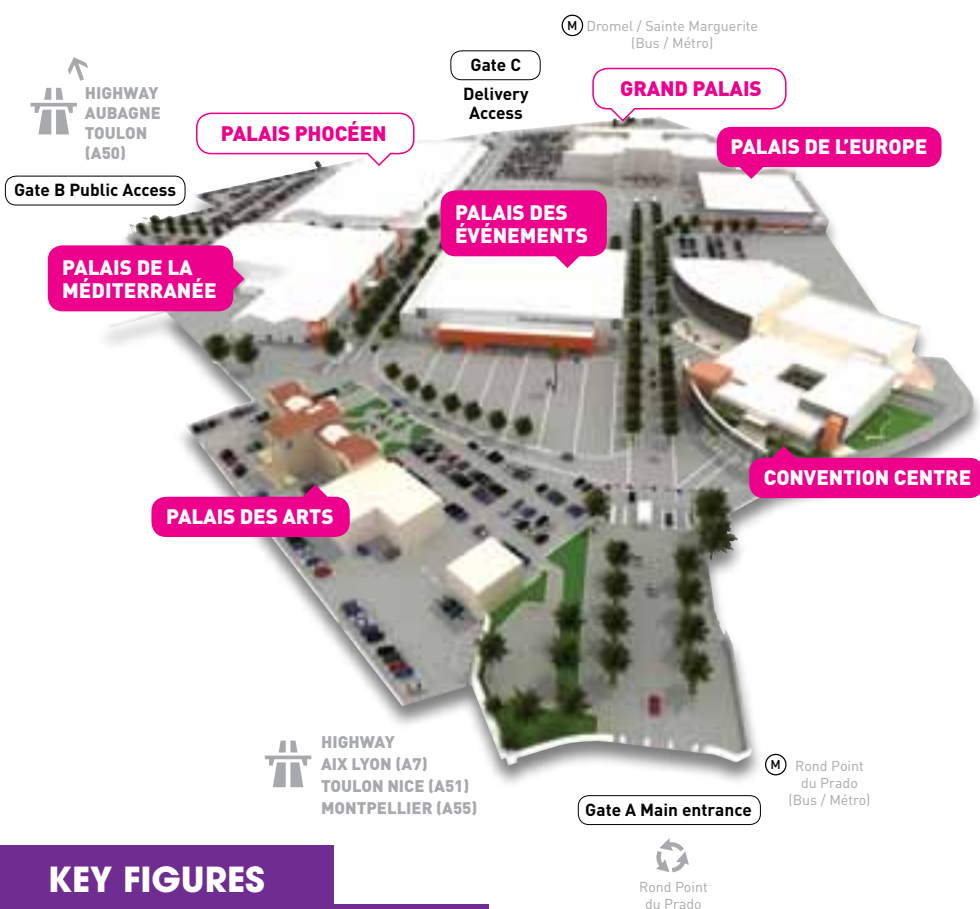 M Dromel / Sainte Marguerite
(Bus / Métro)
Gate C
Delivery
Access
HIGHWAY
AUBAGNE
TOULON
(A50)
GRAND PALAIS
PALAIS PHOCÉEN
PALAIS DE L'EUROPE
Gate B Public Access
PALAIS DES
ÉVÉNEMENTS
PALAIS DE LA
MÉDITERRANÉE
CONVENTION CENTRE
PALAIS DES ARTS
HIGHWAY
AIX LYON (A7)
TOULON NICE (A51)
MONTPELLIER (A55)
M Rond Point
du Prado
(Bus / Métro)
Gate A Main entrance
Rond Point
du Prado
KEY FIGURES